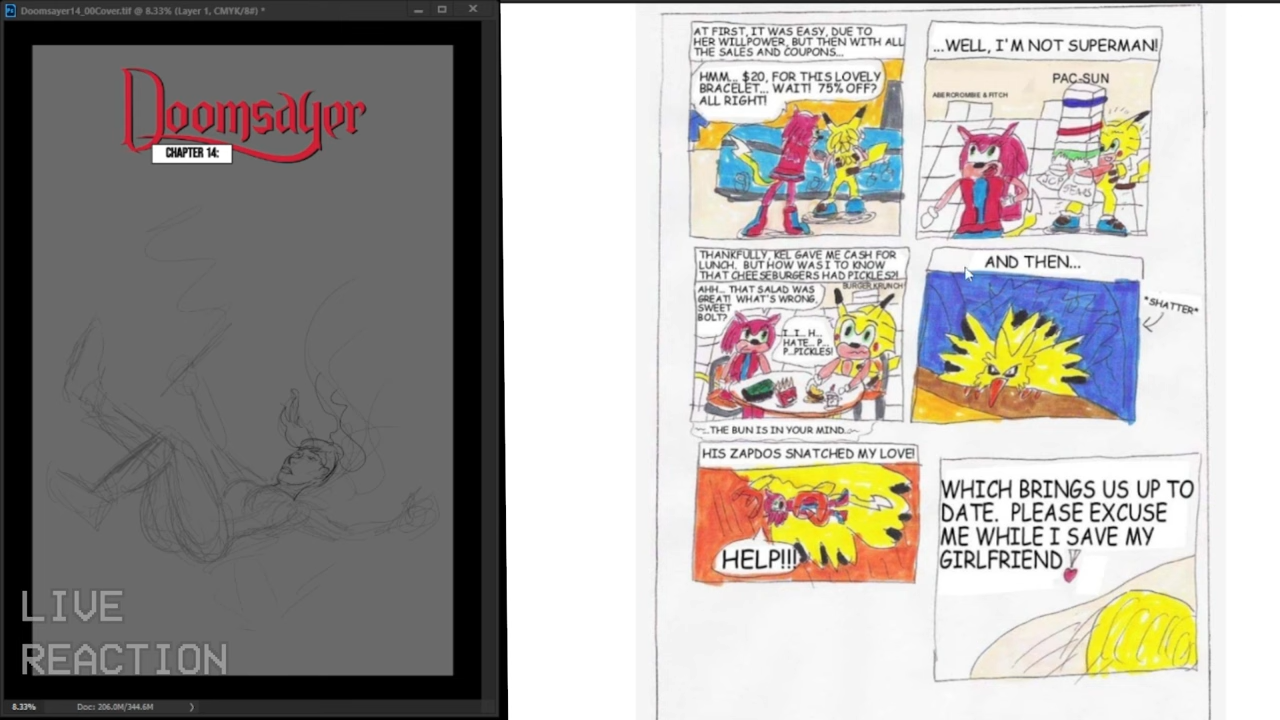 Doomsayer14_00Cover.tif @ 8.33% (Layer 1, CMYK/8#) *
Doomsayer
CHAPTER 14:
LIVE
REACTION
8.33%
Doc: 206.0M/344.6M
AT FIRST, IT WAS EASY, DUE TO
HER WILLPOWER, BUT THEN WITH ALL
THE SALES AND COUPONS...
HMM... $20, FOR THIS LOVELY
BRACELET... WAIT! 75% OFF?
ALL RIGHT!
...WELL, I'M NOT SUPERMAN!
PAC-SUN
ABERCROMBIE & FITCH
JCP
SEARS
THANKFULLY, KEL GAVE ME CASH FOR
LUNCH. BUT HOW WAS I TO KNOW
THAT CHEESEBURGERS HAD PICKLES?!
BURGER KRUNCH
AHH... THAT SALAD WAS
GREAT! WHAT'S WRONG,
SWEET
BOLT?
I...I...H...
HATE...P...
P...PICKLES!
...THE BUN IS IN YOUR MIND...
AND THEN...
*SHATTER*
HIS ZAPDOS SNATCHED MY LOVE!
HELP!!!
WHICH BRINGS US UP TO
DATE. PLEASE EXCUSE
ME WHILE I SAVE MY
GIRLFRIEND